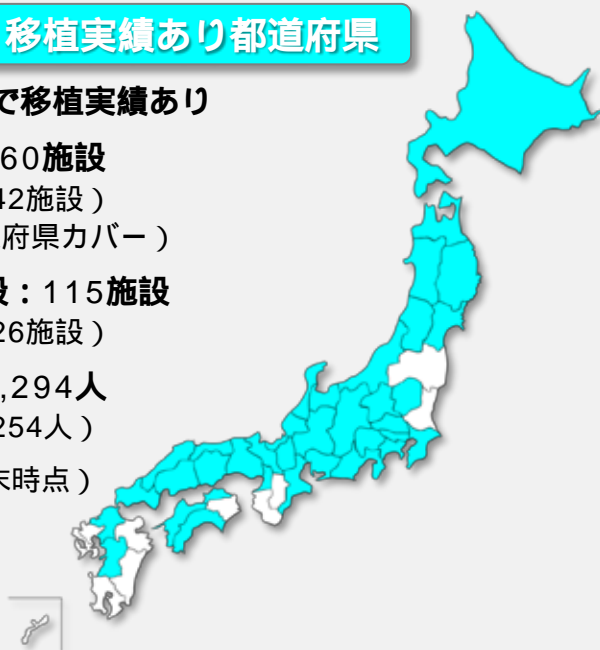 移植実績あり都道府県
で移植実績あり
60施設
42施設）
府県カバー）
設：115施設
26施設）
,294人
254人）
末時点）